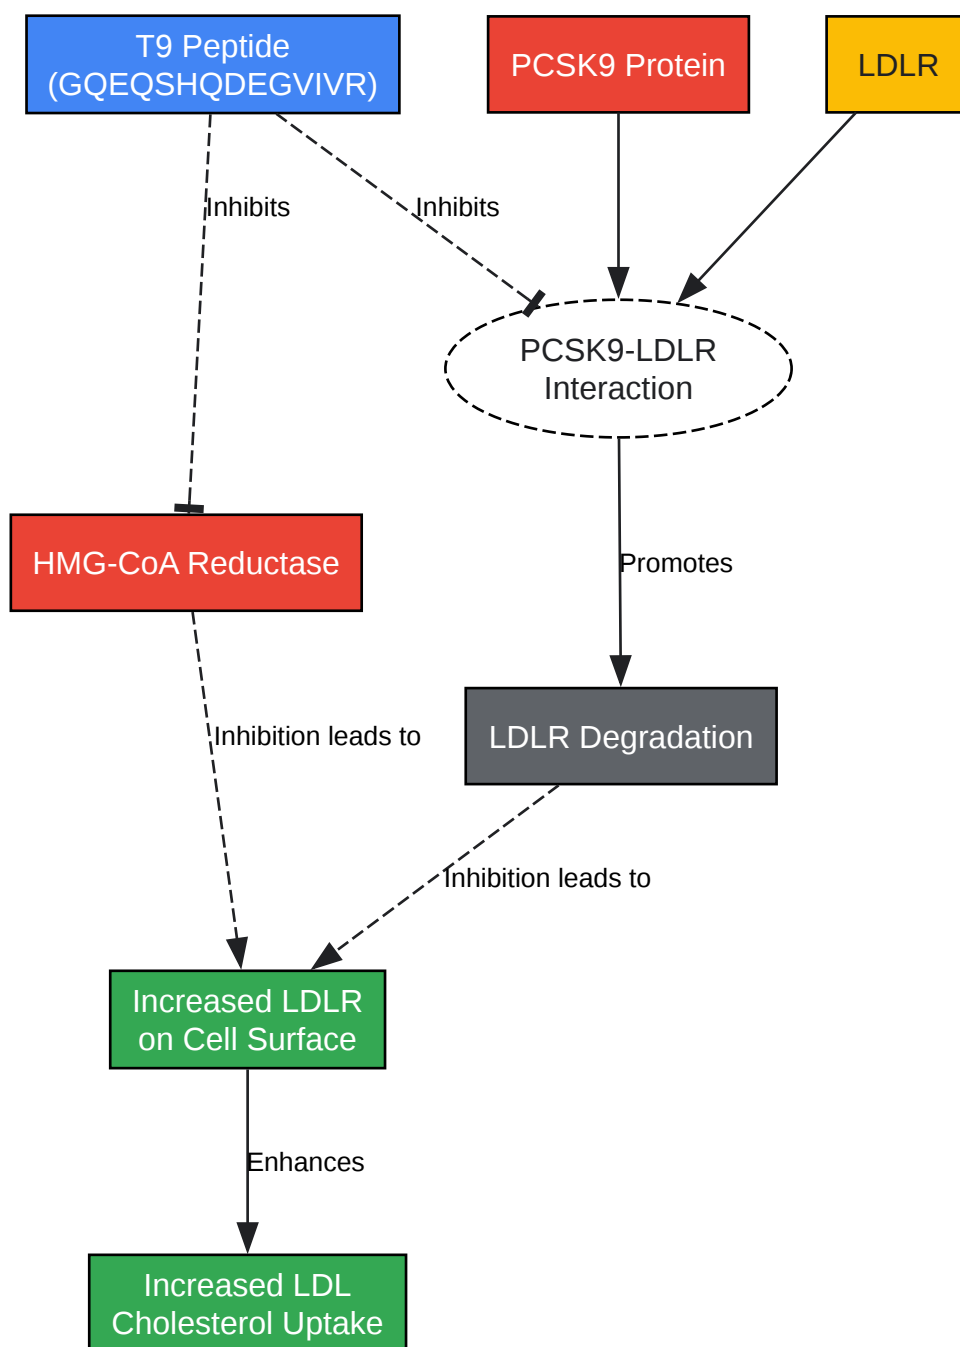 T9 Peptide
(GQEQSHQDEGVIVR)
PCSK9 Protein
LDLR
Inhibits
Inhibits
PCSK9-LDLR
Interaction
HMG-CoA Reductase
Promotes
Inhibition leads to
LDLR Degradation
Inhibition leads to
Increased LDLR
on Cell Surface
Enhances
Increased LDL
Cholesterol Uptake